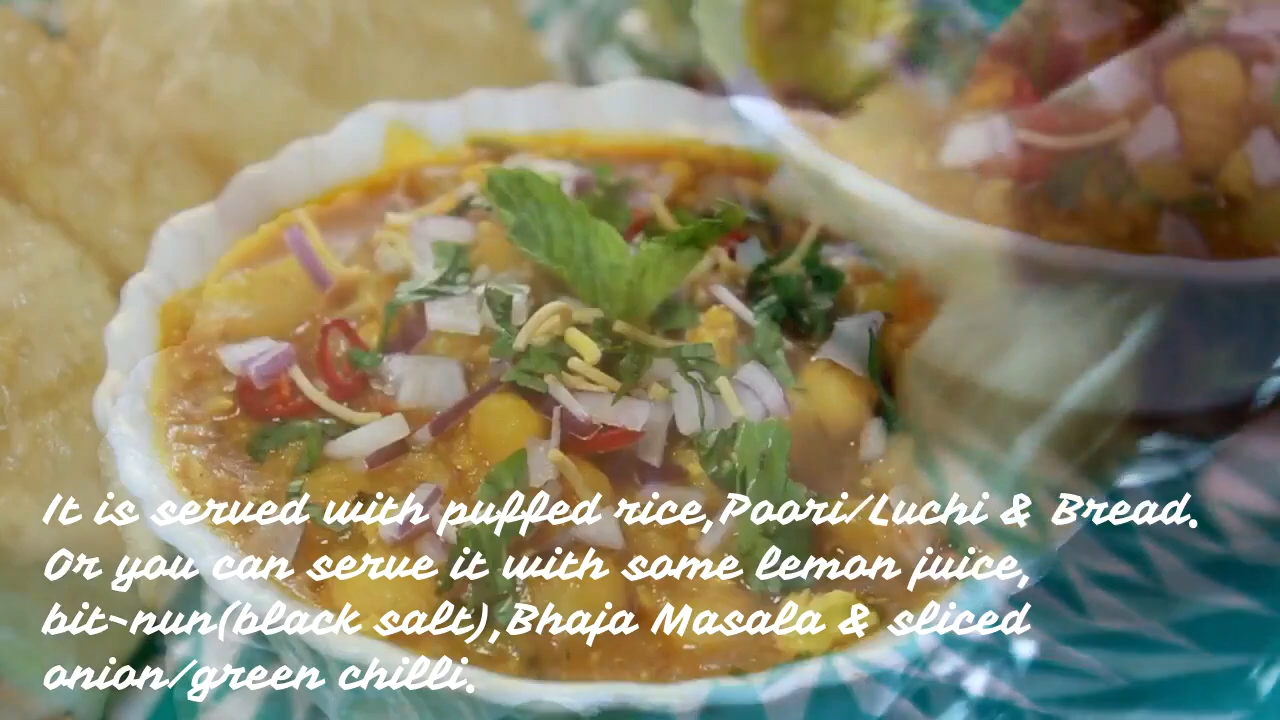 It is served with puffed rice,Poori/Luchi & Bread.
Or you can serve it with some lemon juice,
bit-nun(black salt),Bhaja Masala & sliced
onion/green chilli.